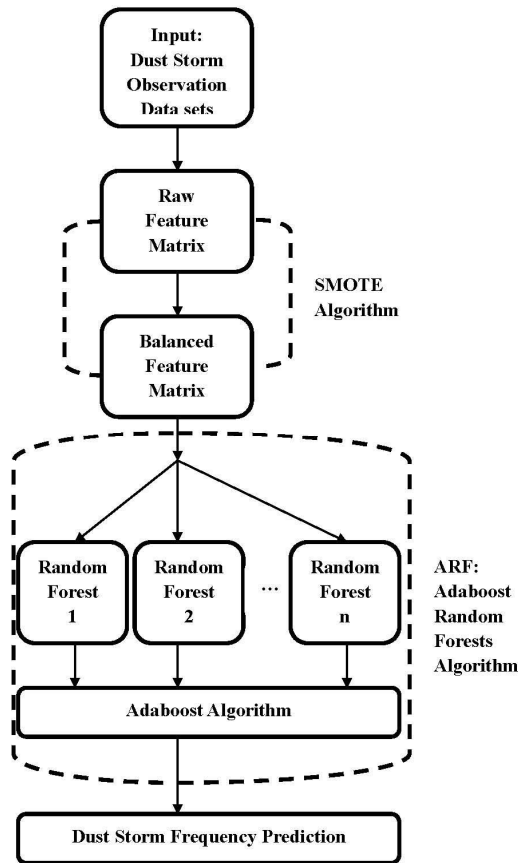 Input:
Dust Storm
Observation
Data sets
Raw
Feature
Matrix
SMOTE
Algorithm
Balanced
Feature
Matrix
Random
Forest
1
Random
Forest
2
...
Random
Forest
n
ARF:
Adaboost
Random
Forests
Algorithm
Adaboost Algorithm
Dust Storm Frequency Prediction